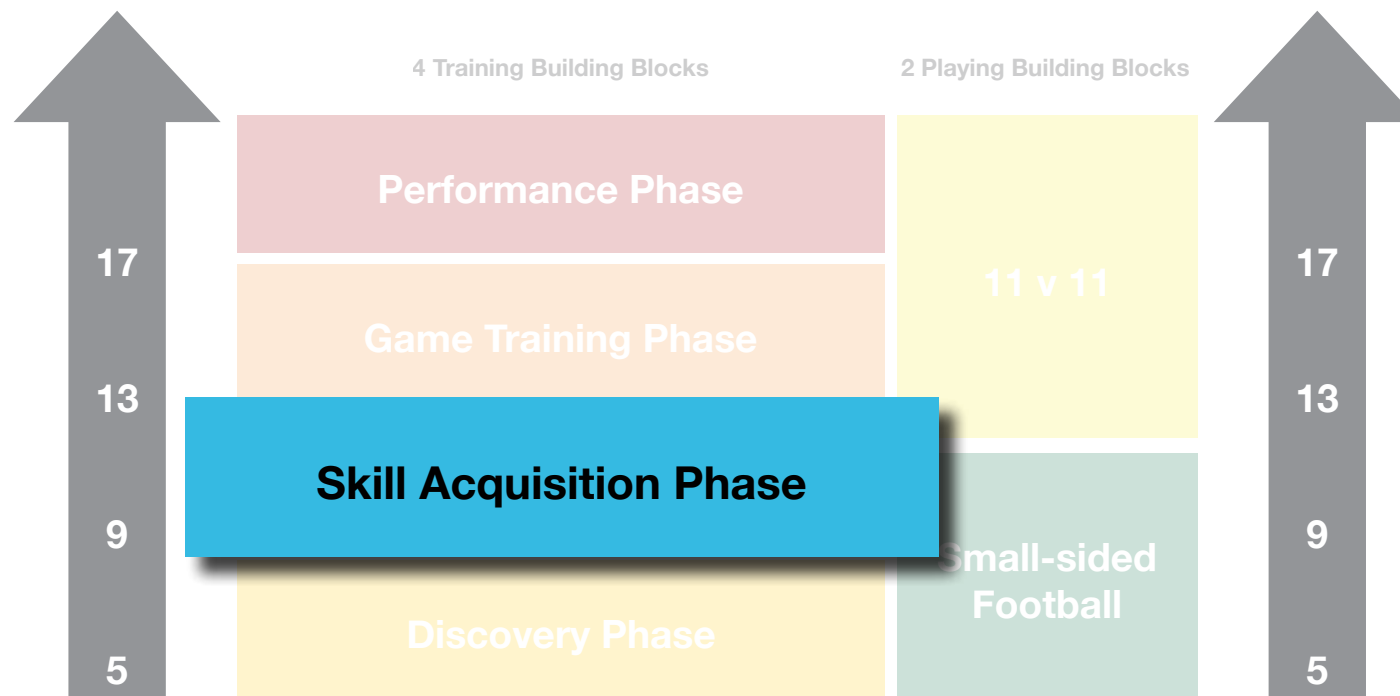 4 Training Building Blocks
2 Playing Building Blocks
Performance Phase
17
17
11 v 11
Game Training Phase
13
13
Skill Acquisition Phase
9
9
Small-sided
Football
Discovery Phase
5
5